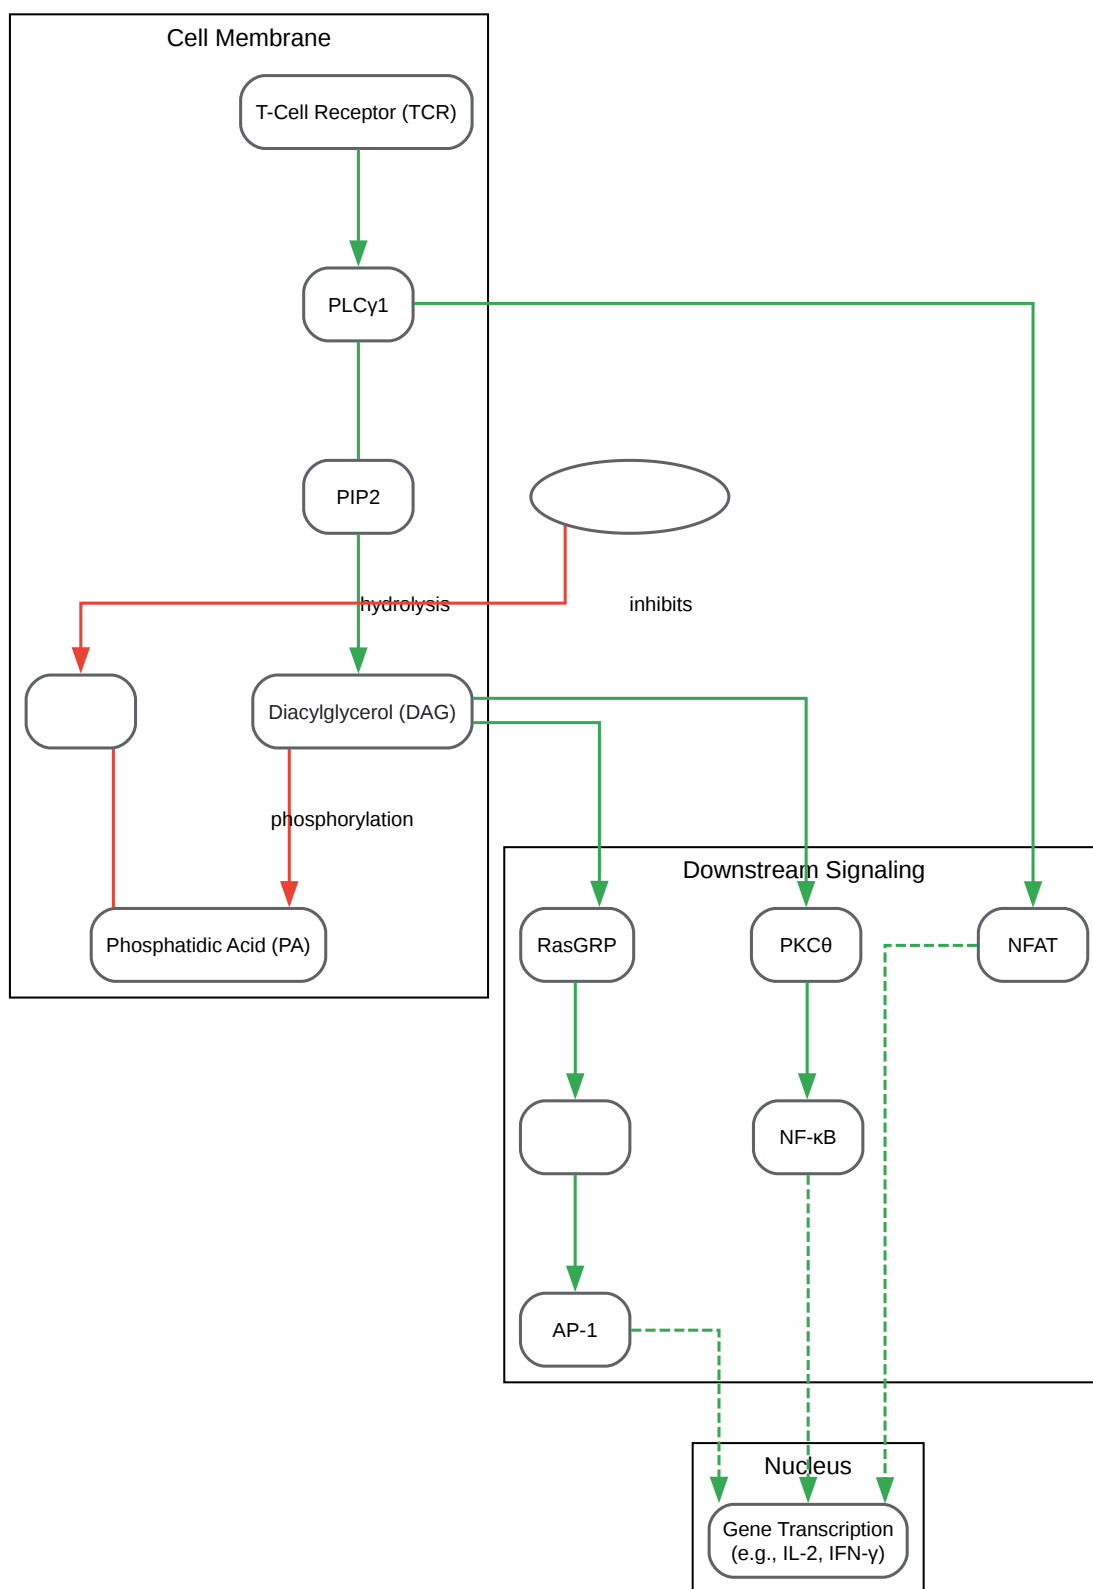 Cell Membrane
T-Cell Receptor (TCR)
PLCγ1
PIP2
hydrolysis
inhibits
Diacylglycerol (DAG)
phosphorylation
Downstream Signaling
Phosphatidic Acid (PA)
RasGRP
PKCθ
NFAT
NF-κB
AP-1
Nucleus
Gene Transcription
(e.g., IL-2, IFN-γ)